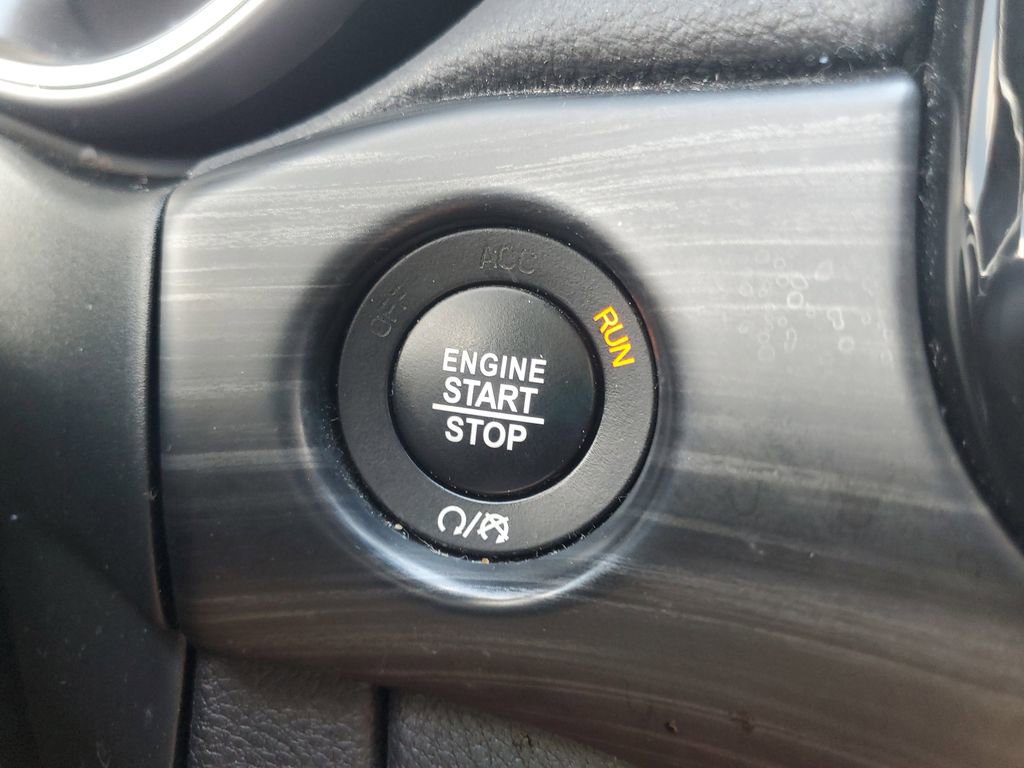 ACC
OFF
RUN
ENGINE
START
STOP